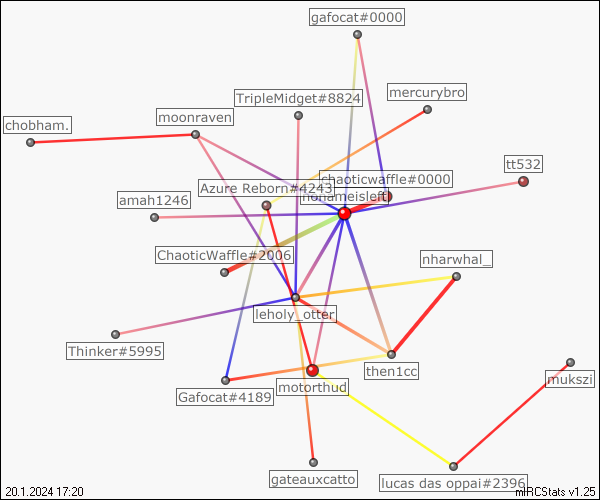 gafocat#0000
mercurybro
TripleMidget#8824
moonraven
chobham.
tt532
chaoticwaffle#0000
Azure Reborn#4243
amah1246
ChaoticWaffle#2006
nharwhal_
leholy_otter
Thinker#5995
then1cc
mukszi
motorthud
Gafocat#4189
gateauxcatto
lucas das oppai#2396
20.1.2024 17:20
mIRCStats v1.25